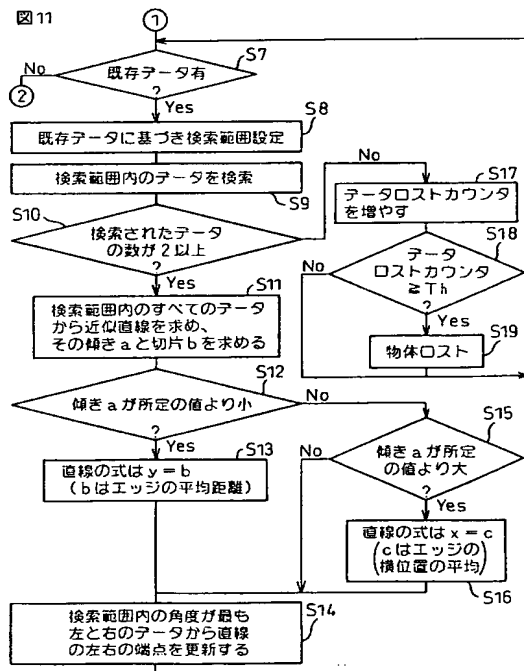 図11
①
S7
No
既存データ有
?
②
Yes
S8
既存データに基づき検索範囲設定
検索範囲内のデータを検索
S9
S10
検索されたデータ
の数が2以上
?
No
S17
データロストカウンタ
を増やす
S18
データ
ロストカウンタ
≧Th
?
No
Yes
S19
物体ロスト
Yes
S11
検索範囲内のすべてのデータ
から近似直線を求め、
その傾きaと切片bを求める
S12
傾きaが所定の値より小
?
No
Yes
S13
直線の式はy=b
(bはエッジの平均距離)
S15
No
傾きaが所定
の値より大
?
Yes
直線の式はx=c
(cはエッジの
横位置の平均)
S16
S14
検索範囲内の角度が最も
左と右のデータから直線
の左右の端点を更新する